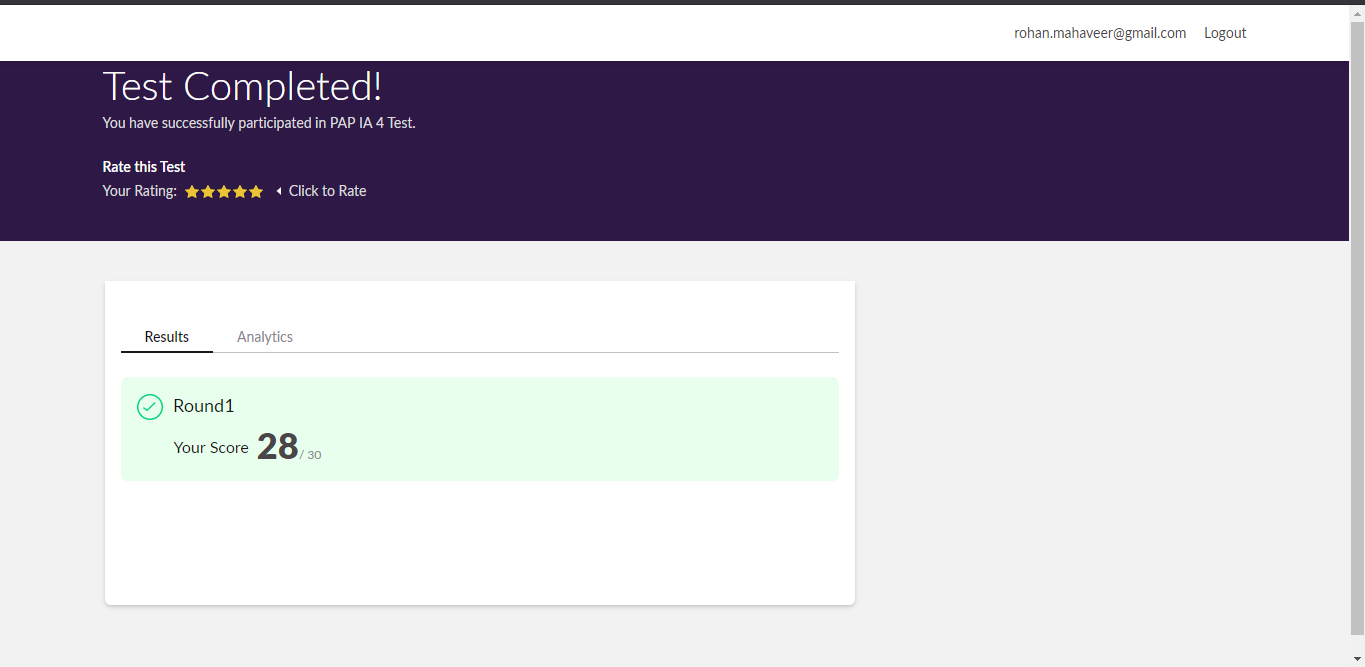 rohan.mahaveer@gmail.com Logout
Test Completed!
You have successfully participated in PAP IA 4 Test.
Rate this Test
Your Rating: Click to Rate
Results Analytics
Round1
Your Score 28/ 30